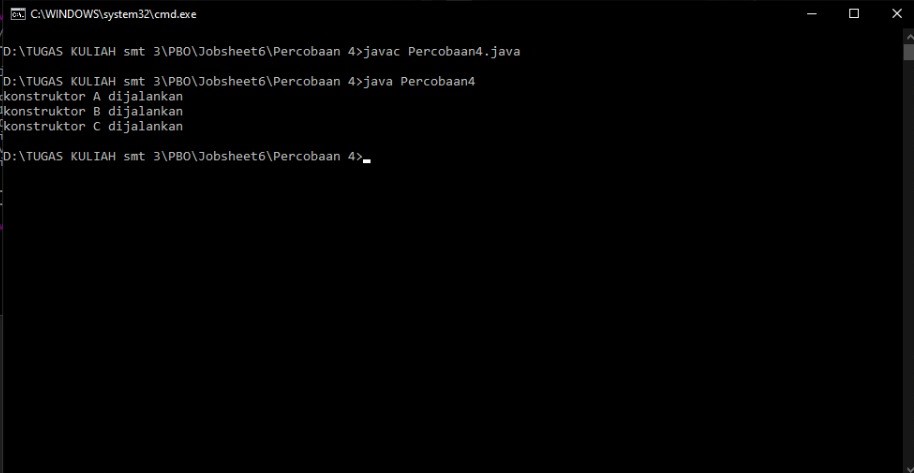 C:\WINDOWS\system32\cmd.exe
D:\TUGAS KULIAH smt 3\PBO\Jobsheet6\Percobaan 4>javac Percobaan4.java
D:\TUGAS KULIAH smt 3\PBO\Jobsheet6\Percobaan 4>java Percobaan4
konstruktor A dijalankan
konstruktor B dijalankan
konstruktor C dijalankan
D:\TUGAS KULIAH smt 3\PBO\Jobsheet6\Percobaan 4>